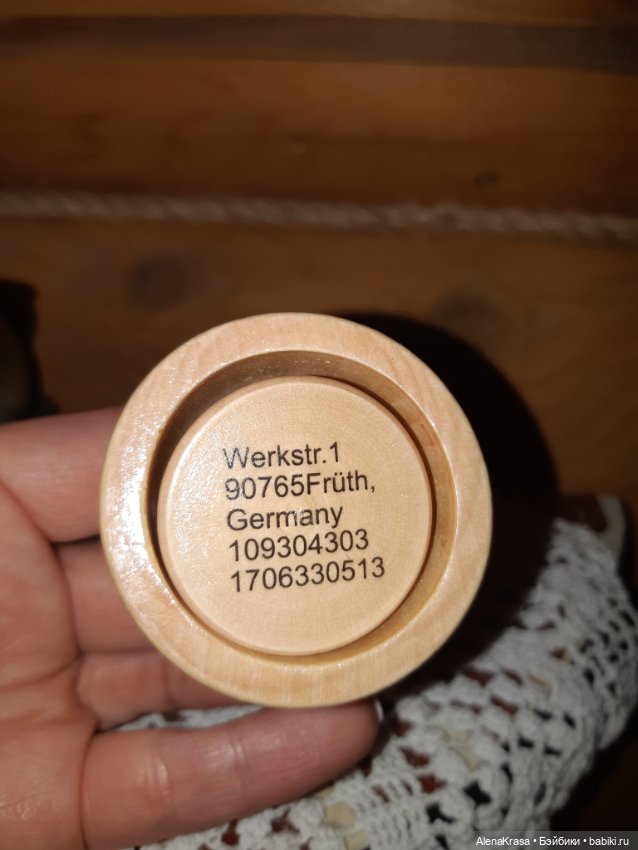 Werkstr.1
90765Früth,
Germany
109304303
1706330513
AlenaKrasa • Бэйбики • babiki.ru